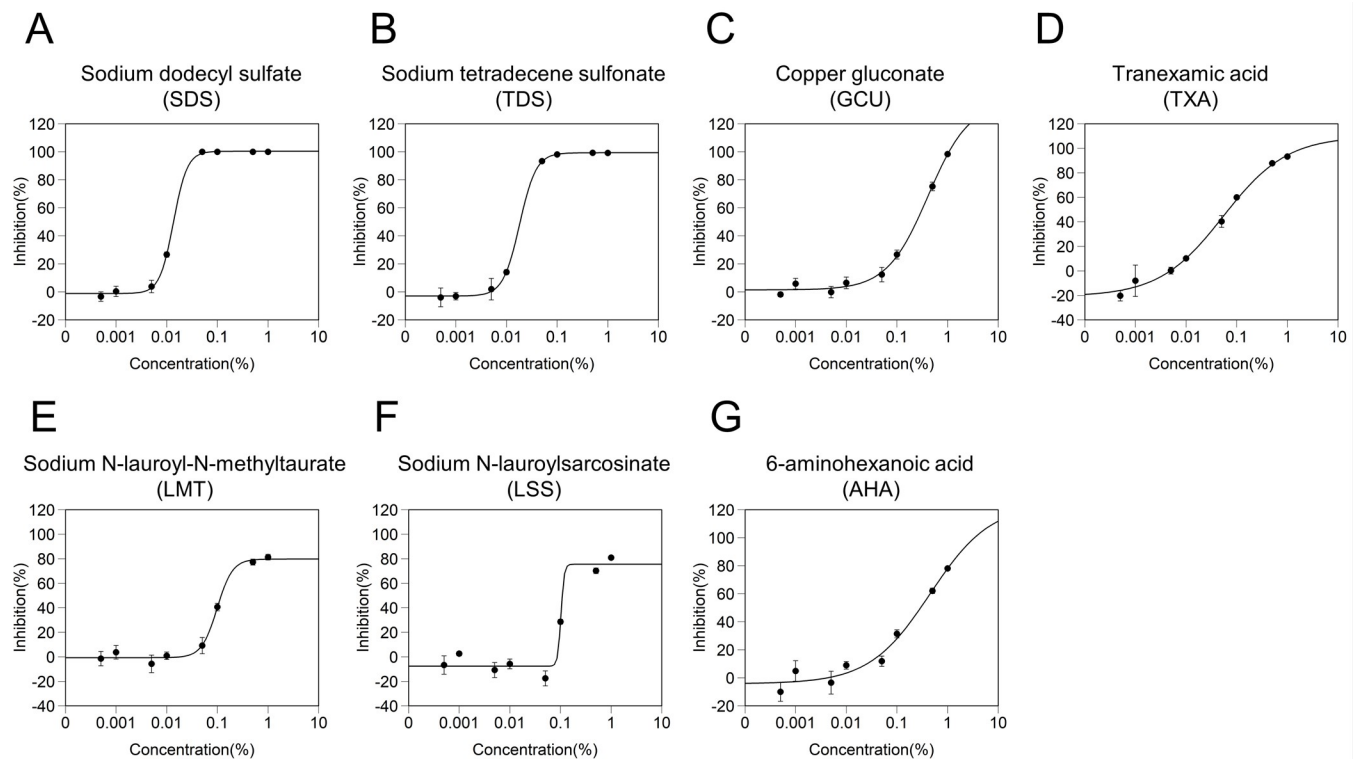 A
Sodium dodecyl sulfate
(SDS)
120
100
80
60
40
20
0
-20
Inhibition(%)
0 0.001 0.01 0.1 1 10
Concentration(%)
B
Sodium tetradecene sulfonate
(TDS)
120
100
80
60
40
20
0
-20
Inhibition(%)
0 0.001 0.01 0.1 1 10
Concentration(%)
C
Copper gluconate
(GCU)
120
100
80
60
40
20
0
-20
Inhibition(%)
0 0.001 0.01 0.1 1 10
Concentration(%)
D
Tranexamic acid
(TXA)
120
100
80
60
40
20
0
-20
-40
Inhibition(%)
0 0.001 0.01 0.1 1 10
Concentration(%)
E
Sodium N-lauroyl-N-methyltaurate
(LMT)
120
100
80
60
40
20
0
-20
-40
Inhibition(%)
0 0.001 0.01 0.1 1 10
Concentration(%)
F
Sodium N-lauroylsarcosinate
(LSS)
120
100
80
60
40
20
0
-20
-40
Inhibition(%)
0 0.001 0.01 0.1 1 10
Concentration(%)
G
6-aminohexanoic acid
(AHA)
120
100
80
60
40
20
0
-20
Inhibition(%)
0 0.001 0.01 0.1 1 10
Concentration(%)